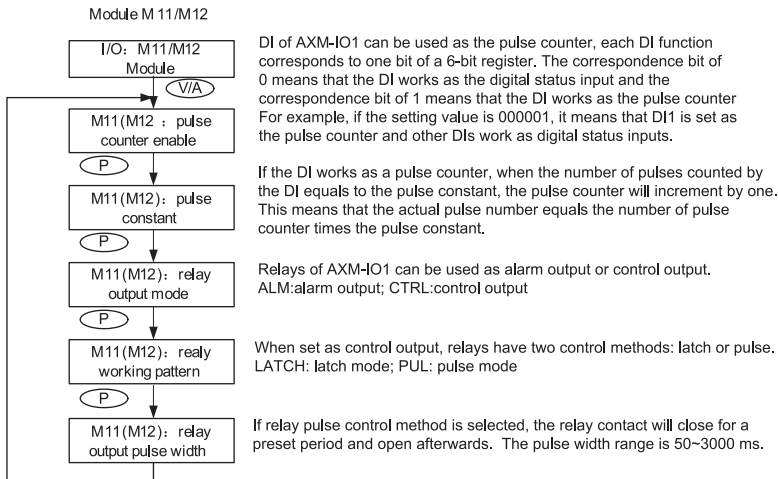 Module M11/M12
I/O: M11/M12
Module
DI of AXM-IO1 can be used as the pulse counter, each DI function
corresponds to one bit of a 6-bit register. The correspondence bit of
0 means that the DI works as the digital status input and the
correspondence bit of 1 means that the DI works as the pulse counter
For example, if the setting value is 000001, it means that DI1 is set as
the pulse counter and other DIs work as digital status inputs.
V/A
M11(M12 : pulse
counter enable
P
If the DI works as a pulse counter, when the number of pulses counted by
the DI equals to the pulse constant, the pulse counter will increment by one.
This means that the actual pulse number equals the number of pulse
counter times the pulse constant.
M11(M12): pulse
constant
P
M11(M12): relay
output mode
Relays of AXM-IO1 can be used as alarm output or control output.
ALM:alarm output; CTRL:control output
P
M11(M12): realy
working pattern
When set as control output, relays have two control methods: latch or pulse.
LATCH: latch mode; PUL: pulse mode
P
M11(M12): relay
output pulse width
If relay pulse control method is selected, the relay contact will close for a
preset period and open afterwards. The pulse width range is 50~3000 ms.